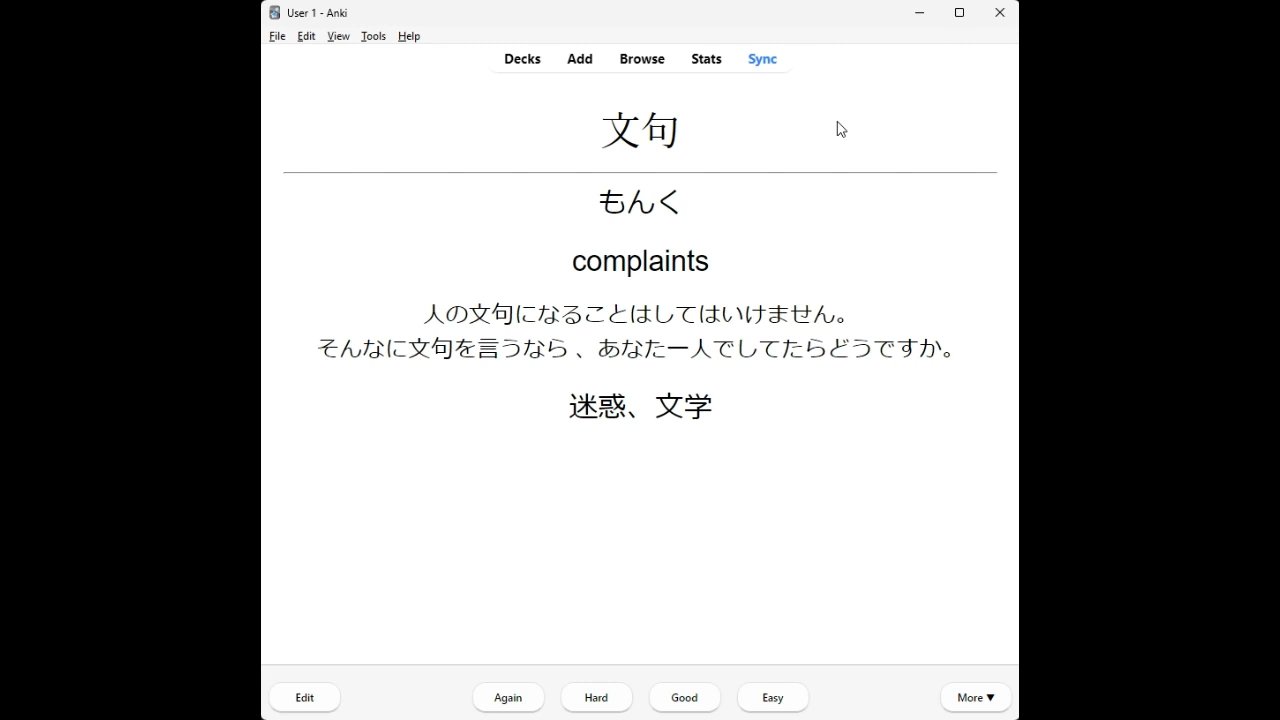 User 1 - Anki
File Edit View Tools Help
Decks Add Browse Stats Sync
文句
もんく
complaints
人の文句になることはしてはいけません。
そんなに文句を言うなら 、あなた一人でしてたらどうですか。
迷惑、文学
Edit Again Hard Good Easy More ▼